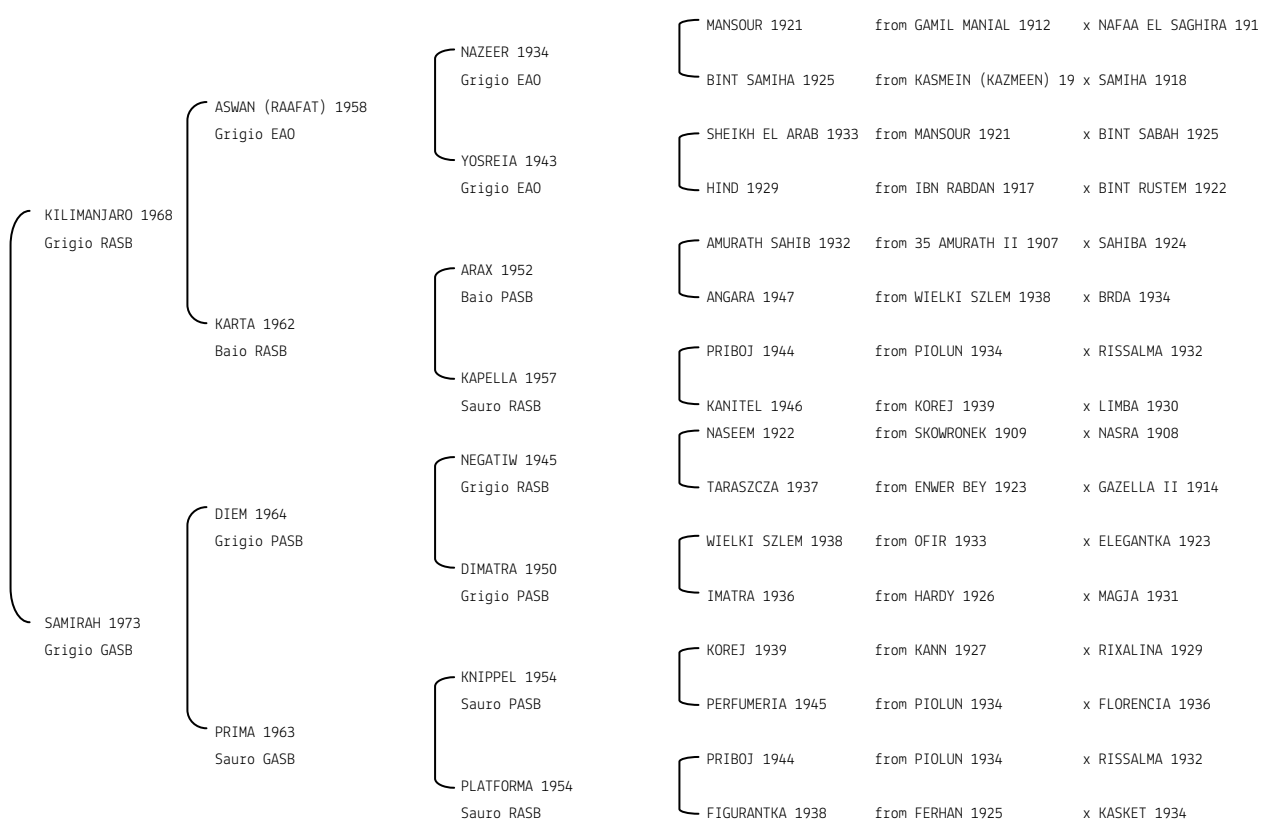 MANSOUR 1921 from GAMIL MANIAL 1912 x NAFAA EL SAGHIRA 191
NAZEER 1934
Grigio EAO
BINT SAMIHA 1925 from KASMEIN (KAZMEEN) 19 x SAMIHA 1918
ASWAN (RAAFAT) 1958
Grigio EAO
SHEIKH EL ARAB 1933 from MANSOUR 1921 x BINT SABAH 1925
YOSREIA 1943
Grigio EAO
HIND 1929 from IBN RABDAN 1917 x BINT RUSTEM 1922
KILIMANJARO 1968
Grigio RASB
AMURATH SAHIB 1932 from 35 AMURATH II 1907 x SAHIBA 1924
ARAX 1952
Baio PASB
ANGARA 1947 from WIELKI SZLEM 1938 x BRDA 1934
KARTA 1962
Baio RASB
PRIBOJ 1944 from PIOLUN 1934 x RISSALMA 1932
KAPELLA 1957
Sauro RASB
KANITEL 1946 from KOREJ 1939 x LIMBA 1930
NASEEM 1922 from SKOWRONEK 1909 x NASRA 1908
NEGATIW 1945
Grigio RASB
TARASZCZA 1937 from ENWER BEY 1923 x GAZELLA II 1914
DIEM 1964
Grigio PASB
WIELKI SZLEM 1938 from OFIR 1933 x ELEGANTKA 1923
DIMATRA 1950
Grigio PASB
IMATRA 1936 from HARDY 1926 x MAGJA 1931
SAMIRAH 1973
Grigio GASB
KOREJ 1939 from KANN 1927 x RIXALINA 1929
KNIPPEL 1954
Sauro PASB
PERFUMERIA 1945 from PIOLUN 1934 x FLORENCIA 1936
PRIMA 1963
Sauro GASB
PRIBOJ 1944 from PIOLUN 1934 x RISSALMA 1932
PLATFORMA 1954
Sauro RASB
FIGURANTKA 1938 from FERHAN 1925 x KASKET 1934